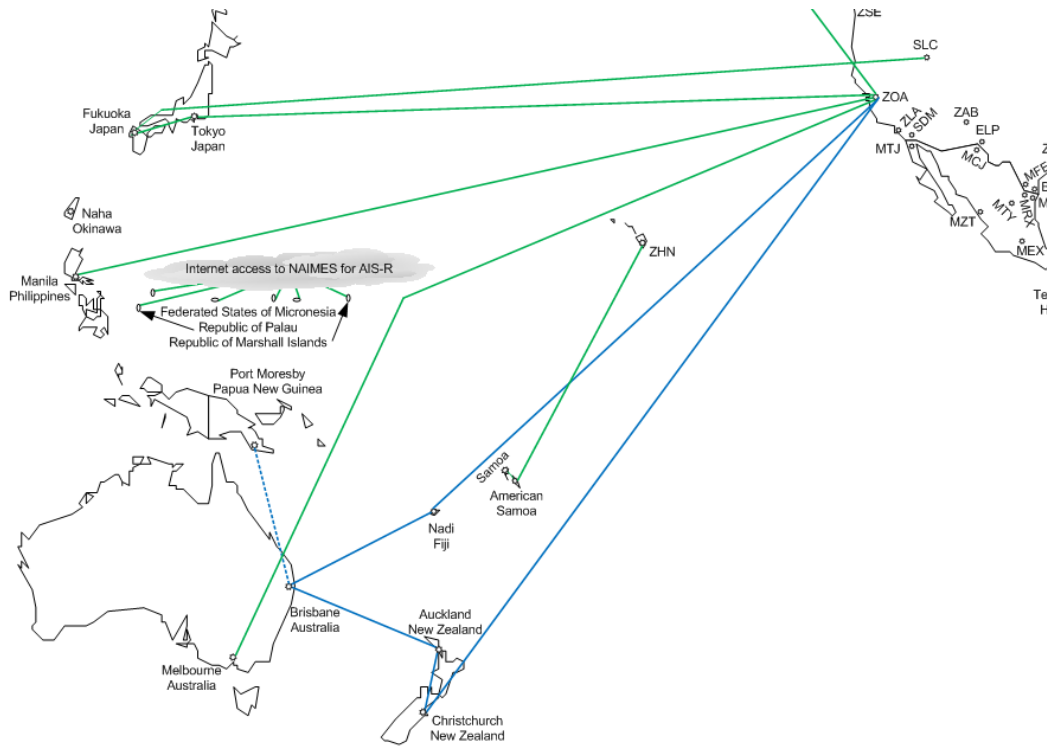 ZSE
SLC
ZOA
Fukuoka
Japan
Tokyo
Japan
ZLA
SDM
ZAB
ELP
MTJ
MCJ
MFE
MRX
MTY
MZT
MEX
Naha
Okinawa
ZHN
Internet access to NAIMES for AIS-R
Manila
Philippines
Federated States of Micronesia
Republic of Palau
Republic of Marshall Islands
Port Moresby
Papua New Guinea
Samoa
American
Samoa
Nadi
Fiji
Brisbane
Australia
Auckland
New Zealand
Melbourne
Australia
Christchurch
New Zealand